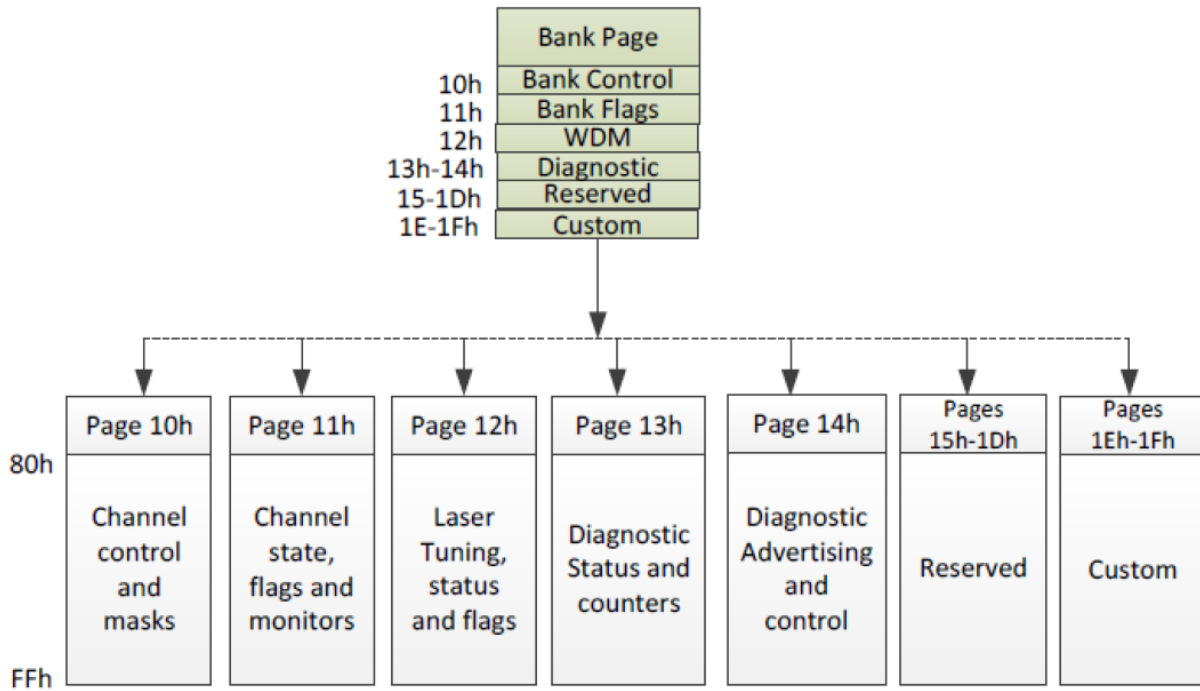 Bank Page
10h
Bank Control
11h
Bank Flags
12h
WDM
13h-14h
Diagnostic
15-1Dh
Reserved
1E-1Fh
Custom
80h
FFh
Page 10h
Channel
control
and
masks
Page 11h
Channel
state,
flags and
monitors
Page 12h
Laser
Tuning,
status
and flags
Page 13h
Diagnostic
Status and
counters
Page 14h
Diagnostic
Advertising
and
control
Pages
15h-1Dh
Reserved
Pages
1Eh-1Fh
Custom